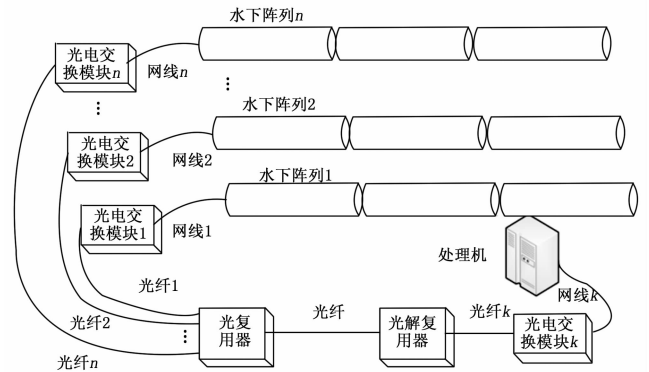 水下阵列n
光电交
换模块n
网线n
⋮
⋮
水下阵列2
光电交
换模块2
网线2
水下阵列1
光电交
换模块1
网线1
处理机
网线k
光纤1
光纤2
⋮
光纤n
光复
用器
光纤
光解复
用器
光纤k
光电交
换模块k